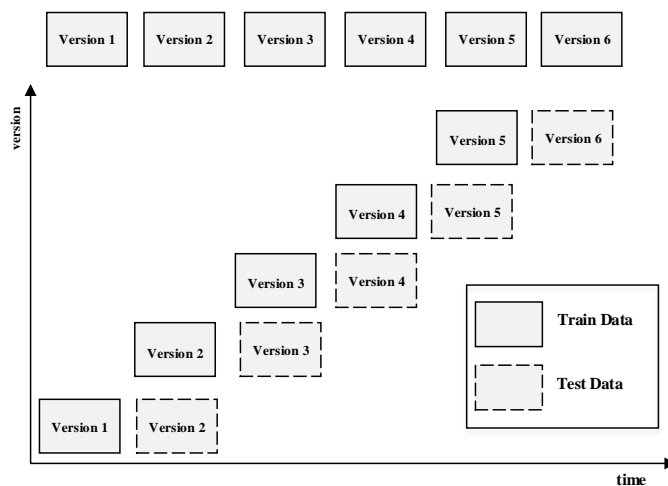 Version 1 Version 2 Version 3 Version 4 Version 5 Version 6
version
Version 5 Version 6
Version 4 Version 5
Version 3 Version 4
Version 2 Version 3
Version 1 Version 2
Train Data
Test Data
time